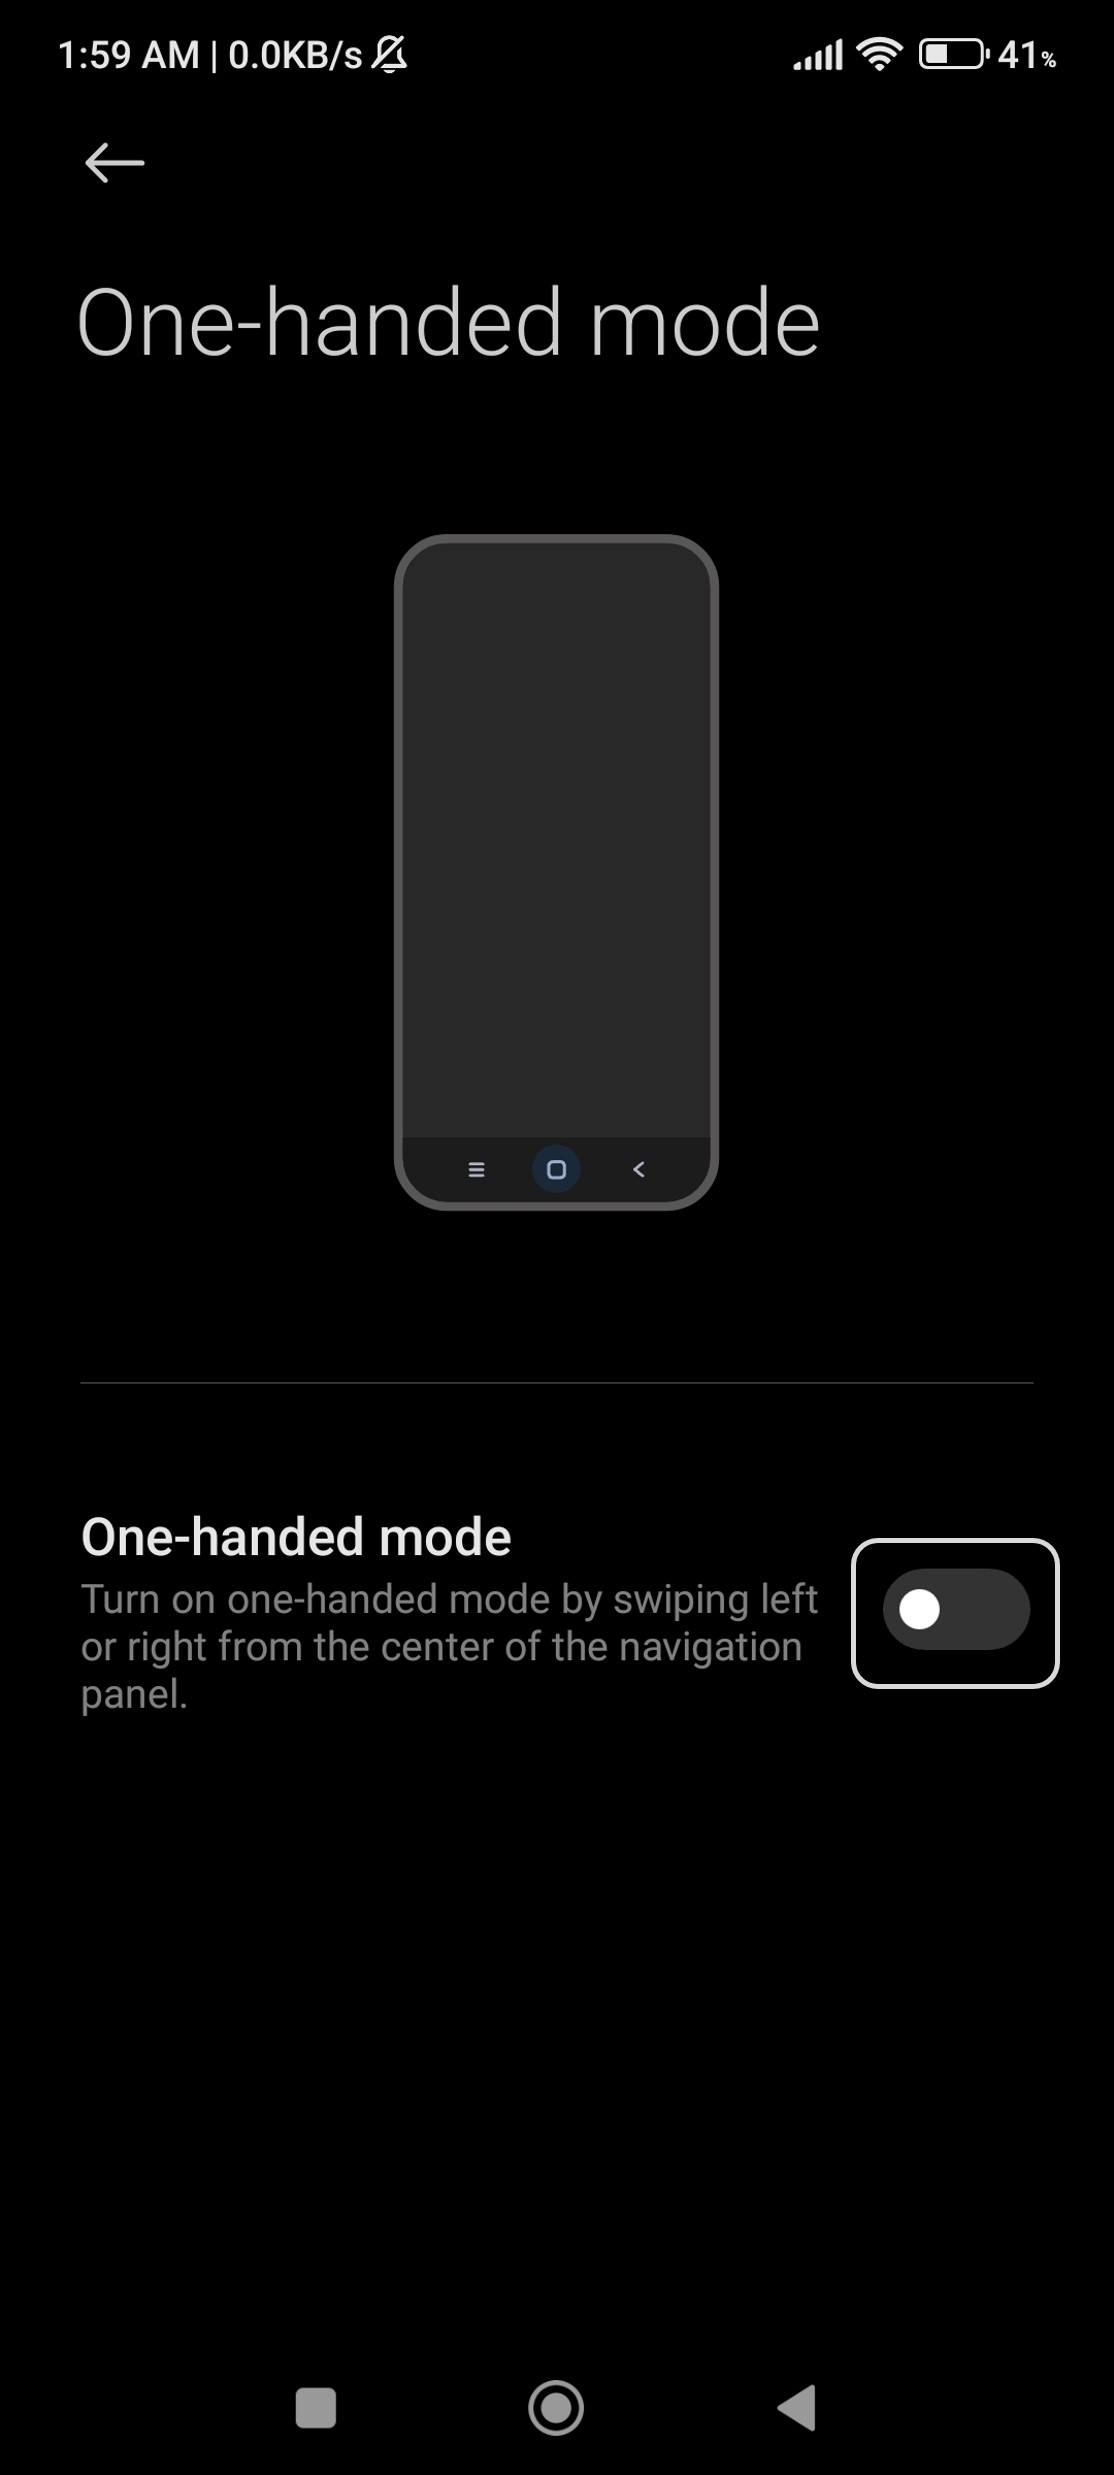 1:59 AM | 0.0KB/s 41%
One-handed mode
One-handed mode
Turn on one-handed mode by swiping left
or right from the center of the navigation
panel.